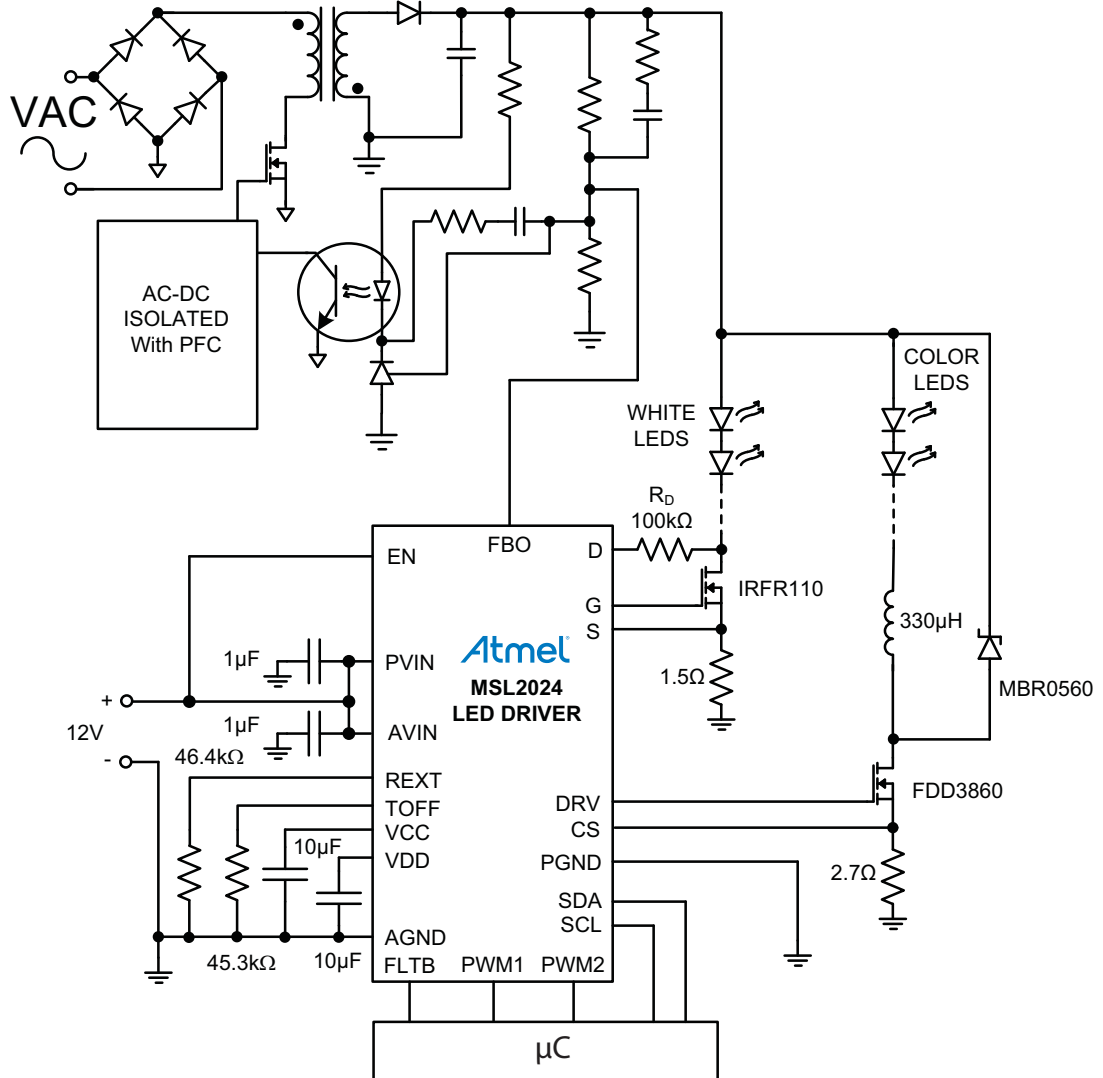 VAC
AC-DC
ISOLATED
With PFC
WHITE
LEDS
COLOR
LEDS
R_D
100kΩ
FBO
D
EN
IRFR110
G
S
330µH
1µF
PVIN
Atmel
MSL2024
LED DRIVER
1.5Ω
MBR0560
+
12V
-
1µF
AVIN
46.4kΩ
REXT
FDD3860
TOFF
DRV
VCC
CS
10µF
VDD
PGND
2.7Ω
SDA
SCL
AGND
45.3kΩ
10µF
FLTB
PWM1
PWM2
µC